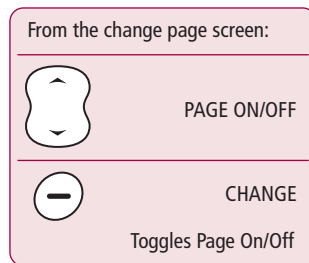 From the change page screen:
PAGE ON/OFF
CHANGE
Toggles Page On/Off